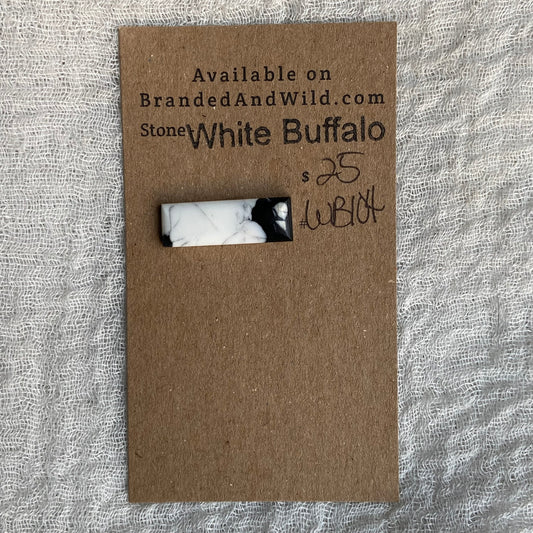 Available on
BrandedAndWild.com
Stone White Buffalo
$ 25
#WB104